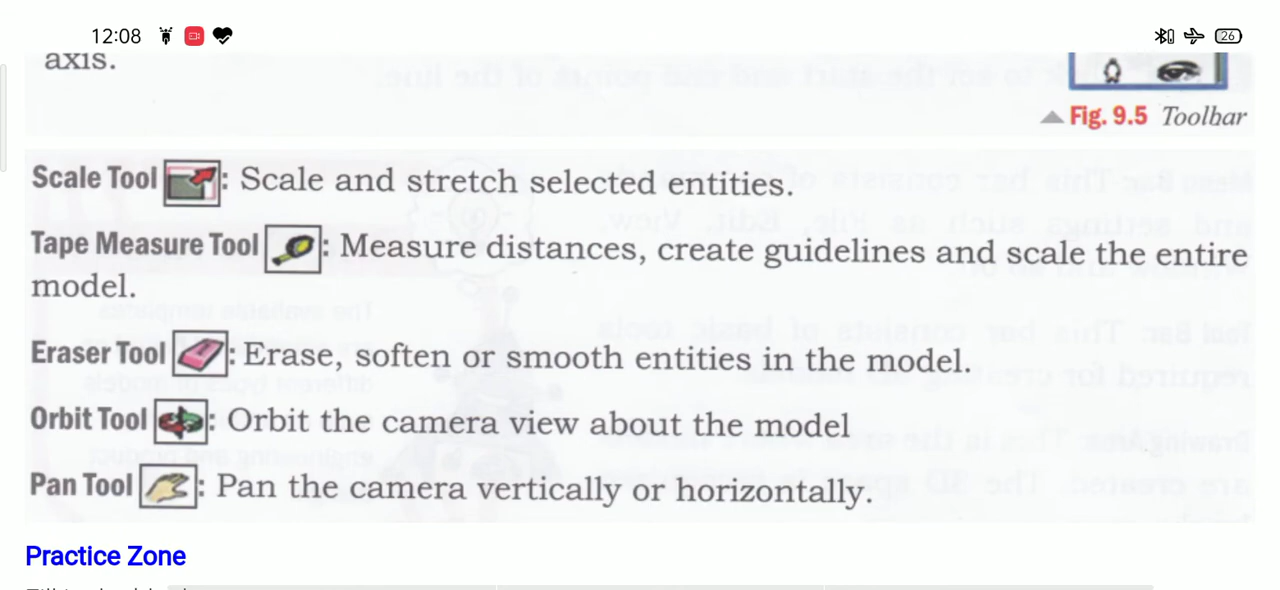 12:08
26
axis.
Fig. 9.5 Toolbar
Scale Tool : Scale and stretch selected entities.
Tape Measure Tool : Measure distances, create guidelines and scale the entire
model.
Eraser Tool : Erase, soften or smooth entities in the model.
Orbit Tool : Orbit the camera view about the model
Pan Tool : Pan the camera vertically or horizontally.
Practice Zone